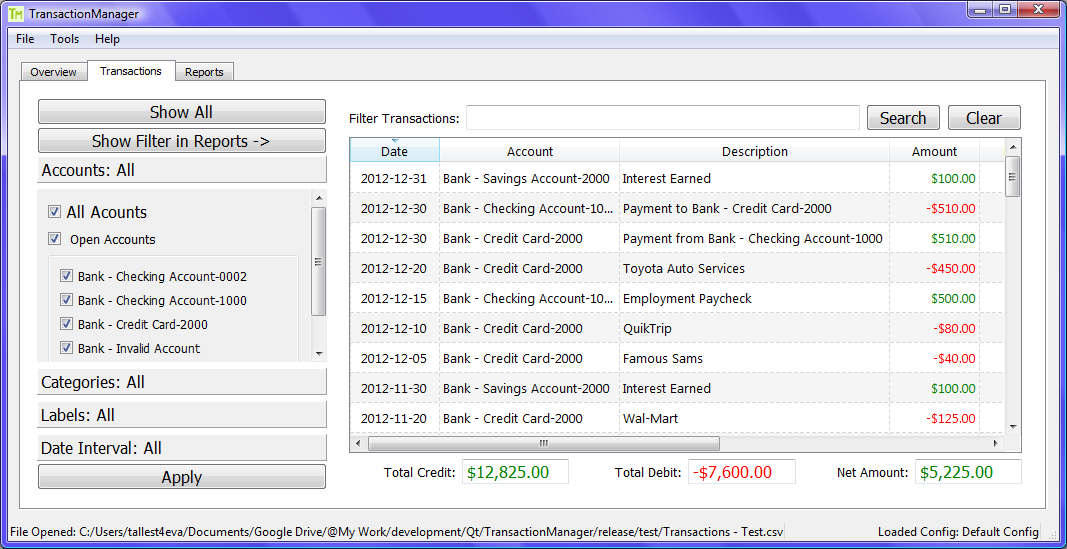 TM TransactionManager
File Tools Help
Overview Transactions Reports
Show All
Show Filter in Reports ->
Accounts: All
All Acounts
Open Accounts
Bank - Checking Account-0002
Bank - Checking Account-1000
Bank - Credit Card-2000
Bank - Invalid Account
Categories: All
Labels: All
Date Interval: All
Apply
Filter Transactions: Search Clear
Date Account Description Amount
2012-12-31 Bank - Savings Account-2000 Interest Earned $100.00
2012-12-30 Bank - Checking Account-10... Payment to Bank - Credit Card-2000 -$510.00
2012-12-30 Bank - Credit Card-2000 Payment from Bank - Checking Account-1000 $510.00
2012-12-20 Bank - Credit Card-2000 Toyota Auto Services -$450.00
2012-12-15 Bank - Checking Account-10... Employment Paycheck $500.00
2012-12-10 Bank - Credit Card-2000 QuikTrip -$80.00
2012-12-05 Bank - Credit Card-2000 Famous Sams -$40.00
2012-11-30 Bank - Savings Account-2000 Interest Earned $100.00
2012-11-20 Bank - Credit Card-2000 Wal-Mart -$125.00
Total Credit: $12,825.00 Total Debit: -$7,600.00 Net Amount: $5,225.00
File Opened: C:/Users/tallest4eva/Documents/Google Drive/@My Work/development/Qt/TransactionManager/release/test/Transactions - Test.csv Loaded Config: Default Config